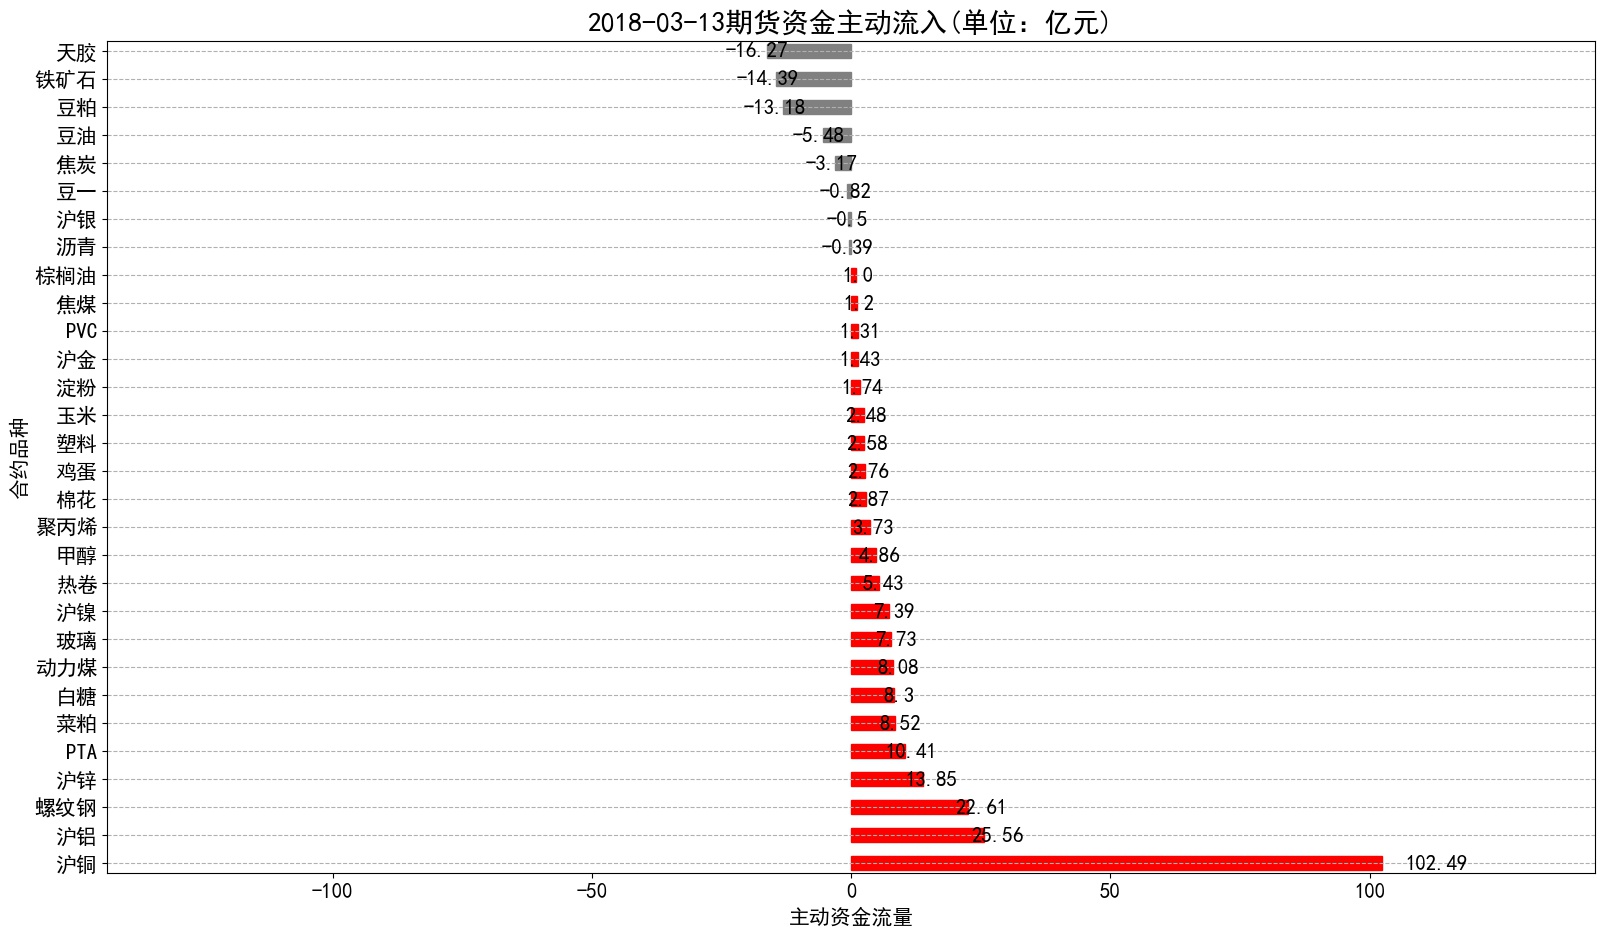 2018-03-13期货资金主动流入(单位：亿元)
合约品种
天胶 -16.27
铁矿石 -14.39
豆粕 -13.18
豆油 -5.48
焦炭 -3.17
豆一 -0.82
沪银 -0.5
沥青 -0.39
棕榈油 1.0
焦煤 1.2
PVC 1.31
沪金 1.43
淀粉 1.74
玉米 2.48
塑料 2.58
鸡蛋 2.76
棉花 2.87
聚丙烯 3.73
甲醇 4.86
热卷 5.43
沪镍 7.39
玻璃 7.73
动力煤 8.08
白糖 8.3
菜粕 8.52
PTA 10.41
沪锌 13.85
螺纹钢 22.61
沪铝 25.56
沪铜 102.49
-100 -50 0 50 100
主动资金流量